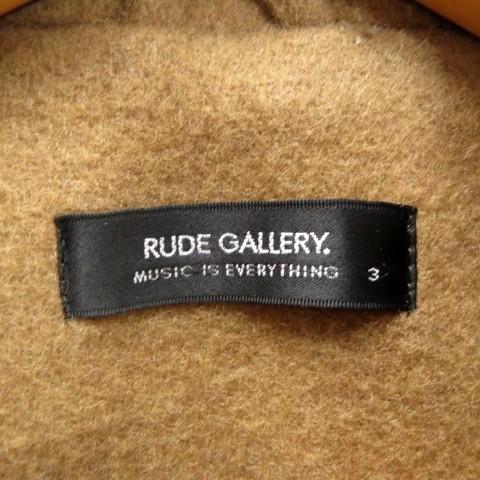 RUDE GALLERY.
MUSIC IS EVERYTHING 3